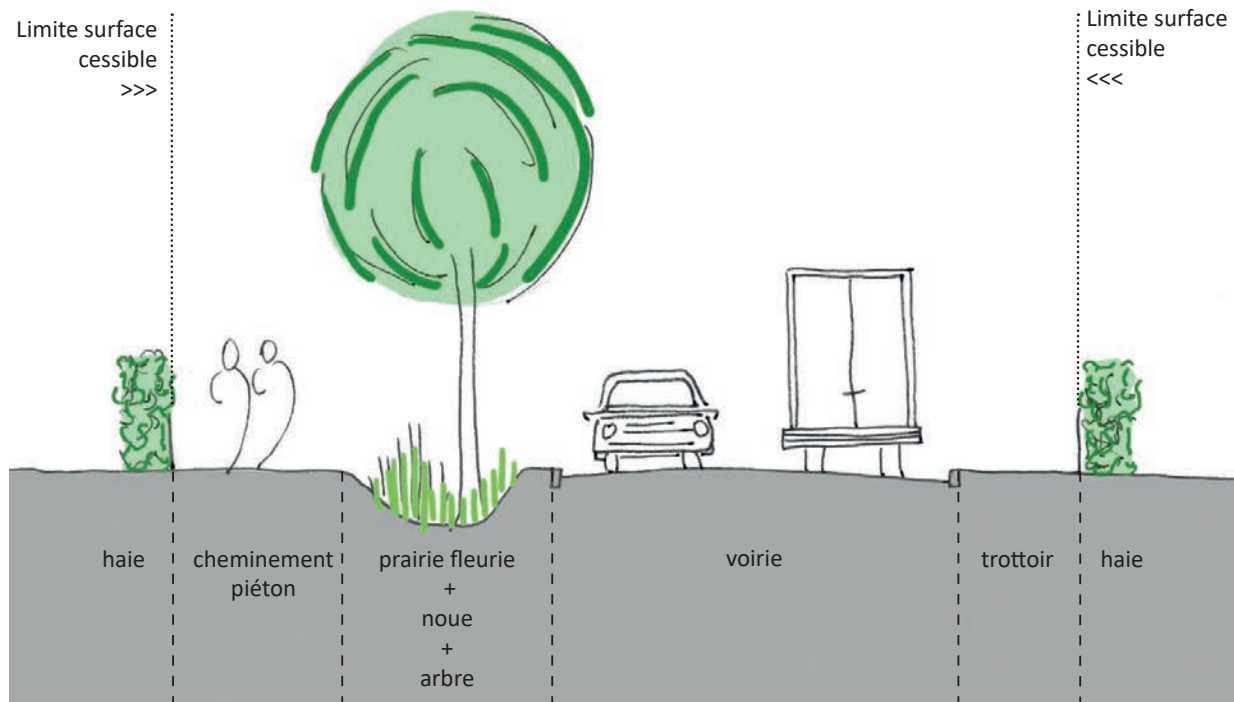 Limite surface
cessible
>>>
Limite surface
cessible
<<<
haie
cheminement
piéton
prairie fleurie
+
noue
+
arbre
voirie
trottoir
haie